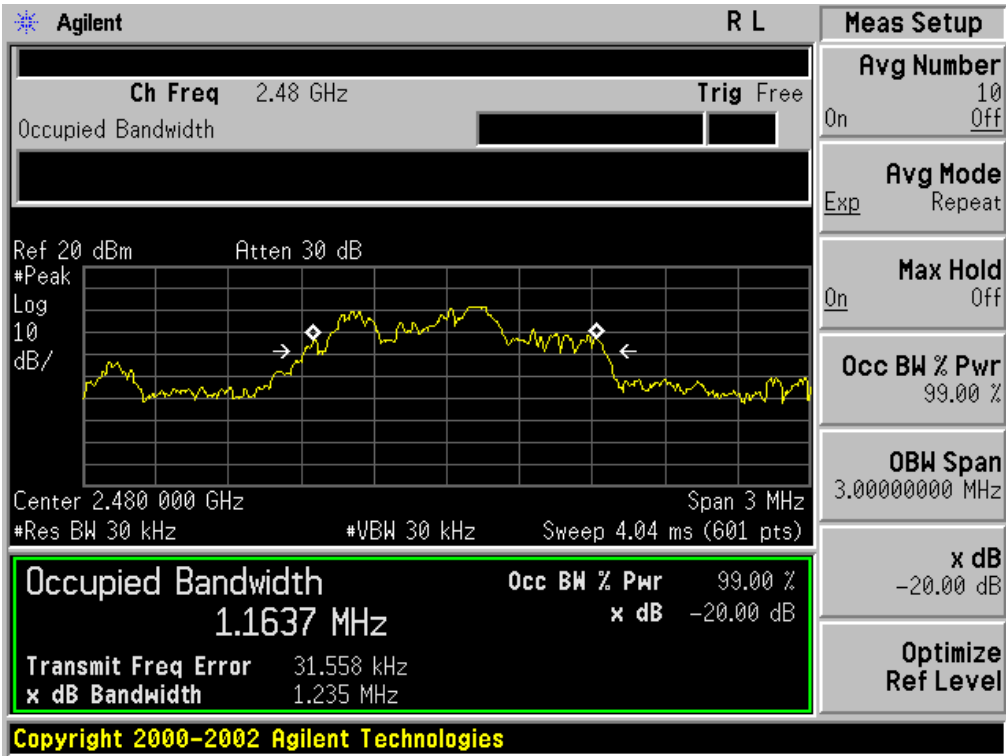 Agilent
R L
Meas Setup
Ch Freq 2.48 GHz
Trig Free
Occupied Bandwidth
Avg Number
10
On Off
Avg Mode
Exp Repeat
Max Hold
On Off
Occ BW % Pwr
99.00 %
OBW Span
3.00000000 MHz
x dB
-20.00 dB
Optimize
Ref Level
Ref 20 dBm Atten 30 dB
#Peak
Log
10
dB/
Center 2.480 000 GHz Span 3 MHz
#Res BW 30 kHz #VBW 30 kHz Sweep 4.04 ms (601 pts)
Occupied Bandwidth
1.1637 MHz
Occ BW % Pwr 99.00 %
x dB -20.00 dB
Transmit Freq Error 31.558 kHz
x dB Bandwidth 1.235 MHz
Copyright 2000-2002 Agilent Technologies